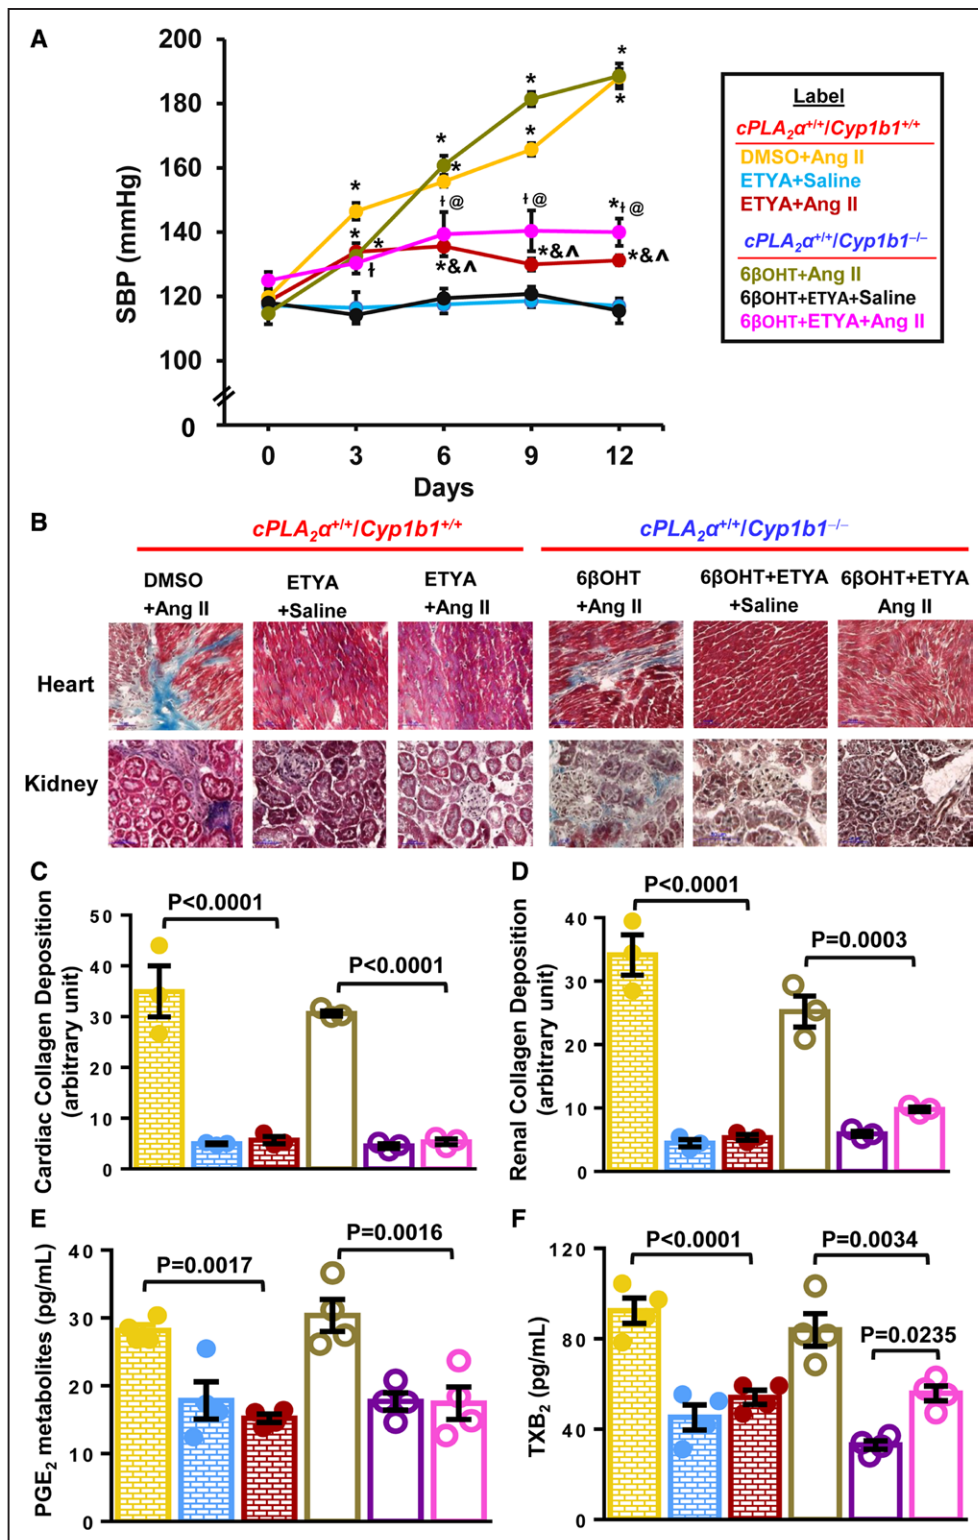 A
200
180
160
140
120
100
0
SBP (mmHg)
* * * * * * * *
* * ƚ @ ƚ @ *ƚ @
ƚ *&ʌ *&ʌ *&ʌ
0 3 6 9 12
Days
Label
cPLA₂α⁺/⁺/Cyp1b1⁺/⁺
DMSO+Ang II
ETYA+Saline
ETYA+Ang II
cPLA₂α⁺/⁺/Cyp1b1⁻/⁻
6βOHT+Ang II
6βOHT+ETYA+Saline
6βOHT+ETYA+Ang II
B
cPLA₂α⁺/⁺/Cyp1b1⁺/⁺ cPLA₂α⁺/⁺/Cyp1b1⁻/⁻
DMSO ETYA ETYA 6βOHT 6βOHT+ETYA 6βOHT+ETYA
+Ang II +Saline +Ang II +Ang II +Saline Ang II
Heart
Kidney
C
Cardiac Collagen Deposition
(arbitrary unit)
50
40
30
20
10
0
P<0.0001
P<0.0001
D
Renal Collagen Deposition
(arbitrary unit)
40
30
20
10
0
P<0.0001
P=0.0003
E
PGE₂ metabolites (pg/mL)
40
30
20
10
0
P=0.0017
P=0.0016
F
TXB₂ (pg/mL)
120
80
40
0
P<0.0001
P=0.0034
P=0.0235